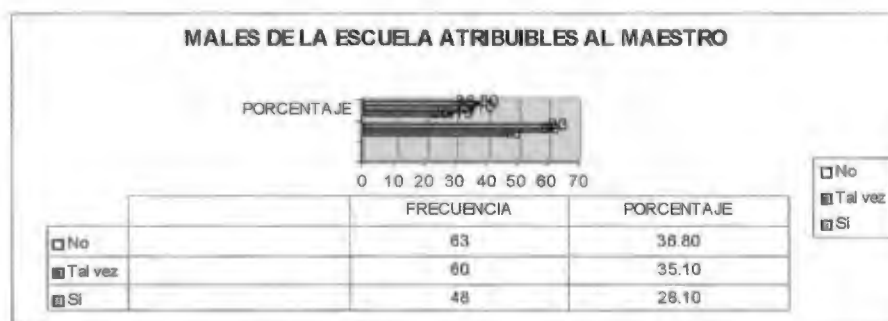 MALES DE LA ESCUELA ATRIBUIBLES AL MAESTRO
PORCENTAJE
0 10 20 30 40 50 60 70
No
Tal vez
Si
FRECUENCIA PORCENTAJE
No 63 36.80
Tal vez 60 35.10
Si 48 28.10